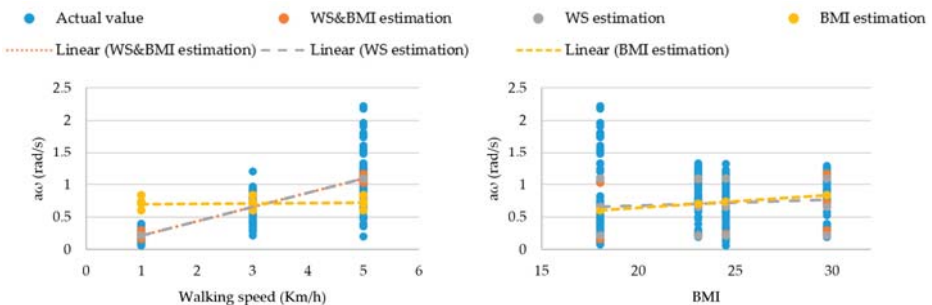 Actual value
WS&BMI estimation
WS estimation
BMI estimation
Linear (WS&BMI estimation)
Linear (WS estimation)
Linear (BMI estimation)
2.5
2
1.5
1
0.5
0
aω (rad/s)
0 1 2 3 4 5 6
Walking speed (Km/h)
2.5
2
1.5
1
0.5
0
aω (rad/s)
15 20 25 30
BMI